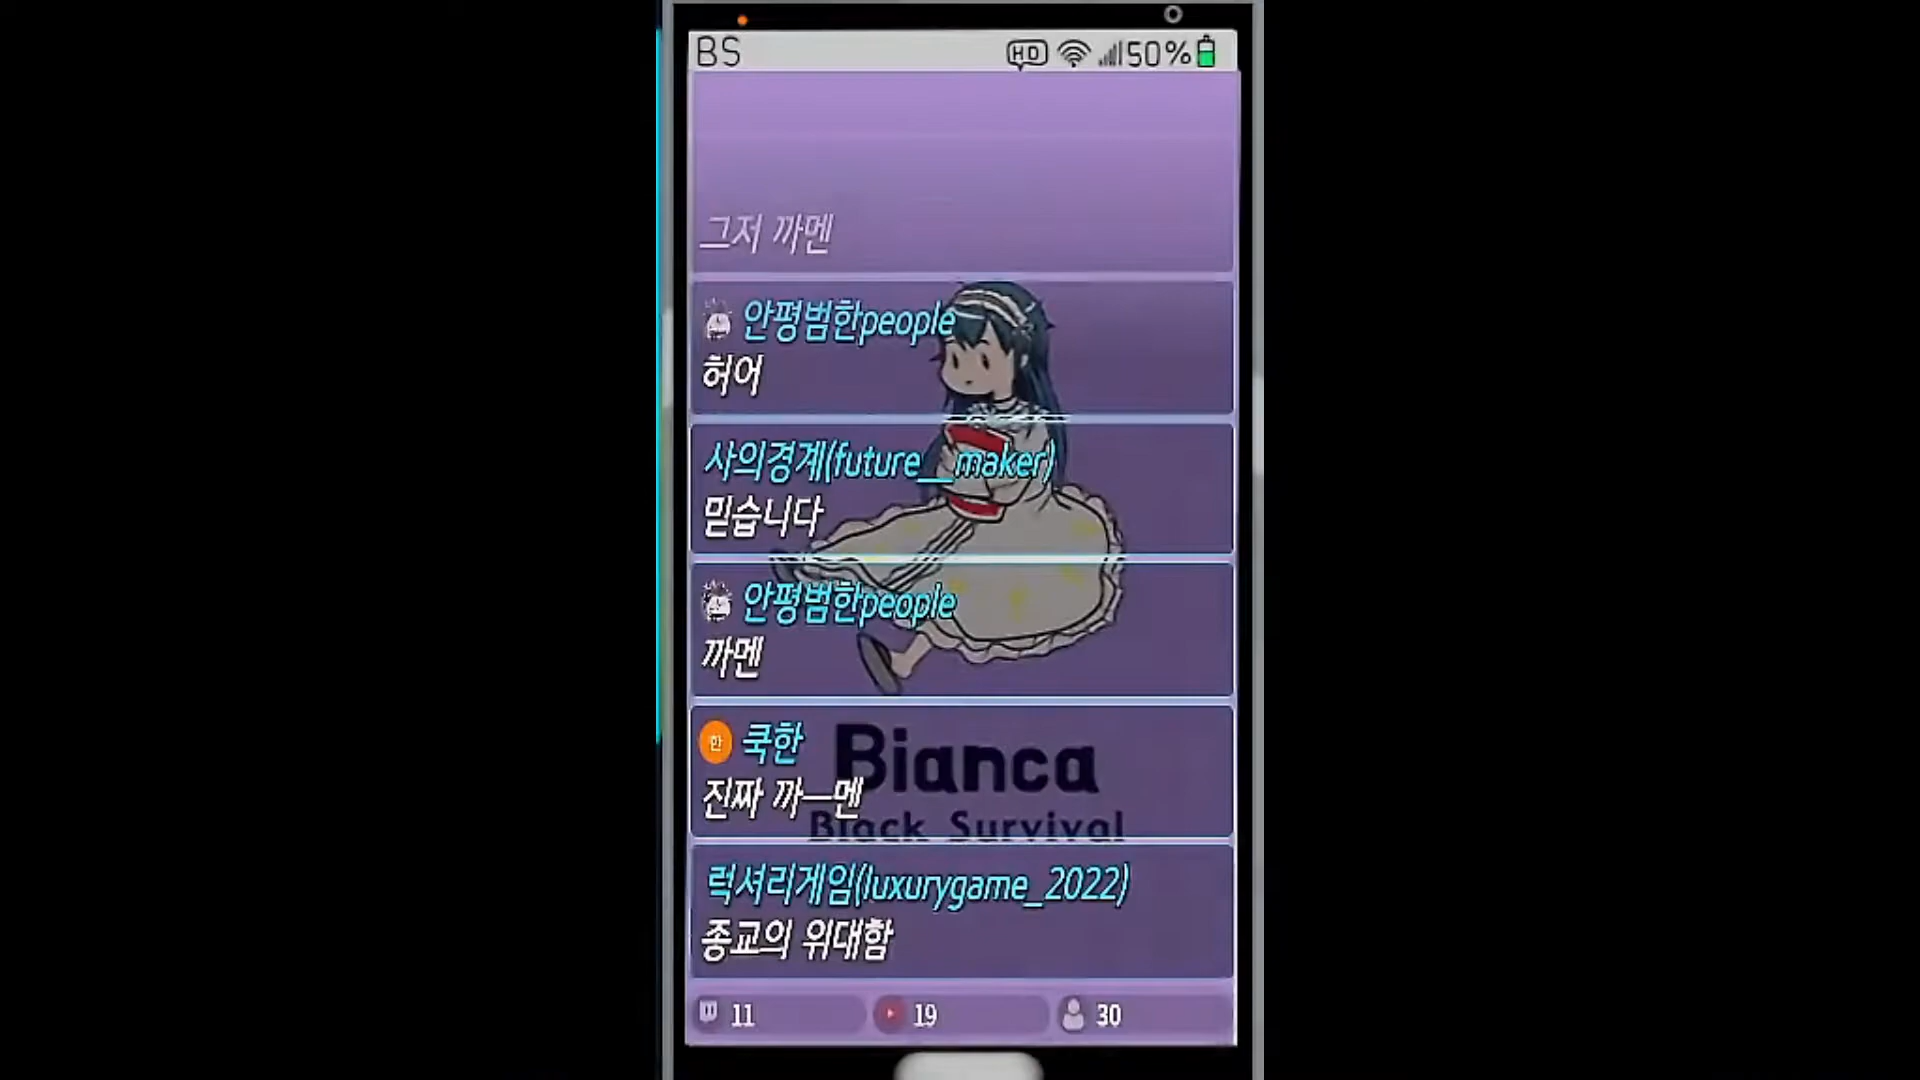 BS
HD
50%
그저 까멘
안평범한people
허어
사의경계(future__maker)
믿습니다
안평범한people
까멘
한 쿡한
진짜 까—멘
Bianca
Black Survival
럭셔리게임(luxurygame_2022)
종교의 위대함
11 19 30